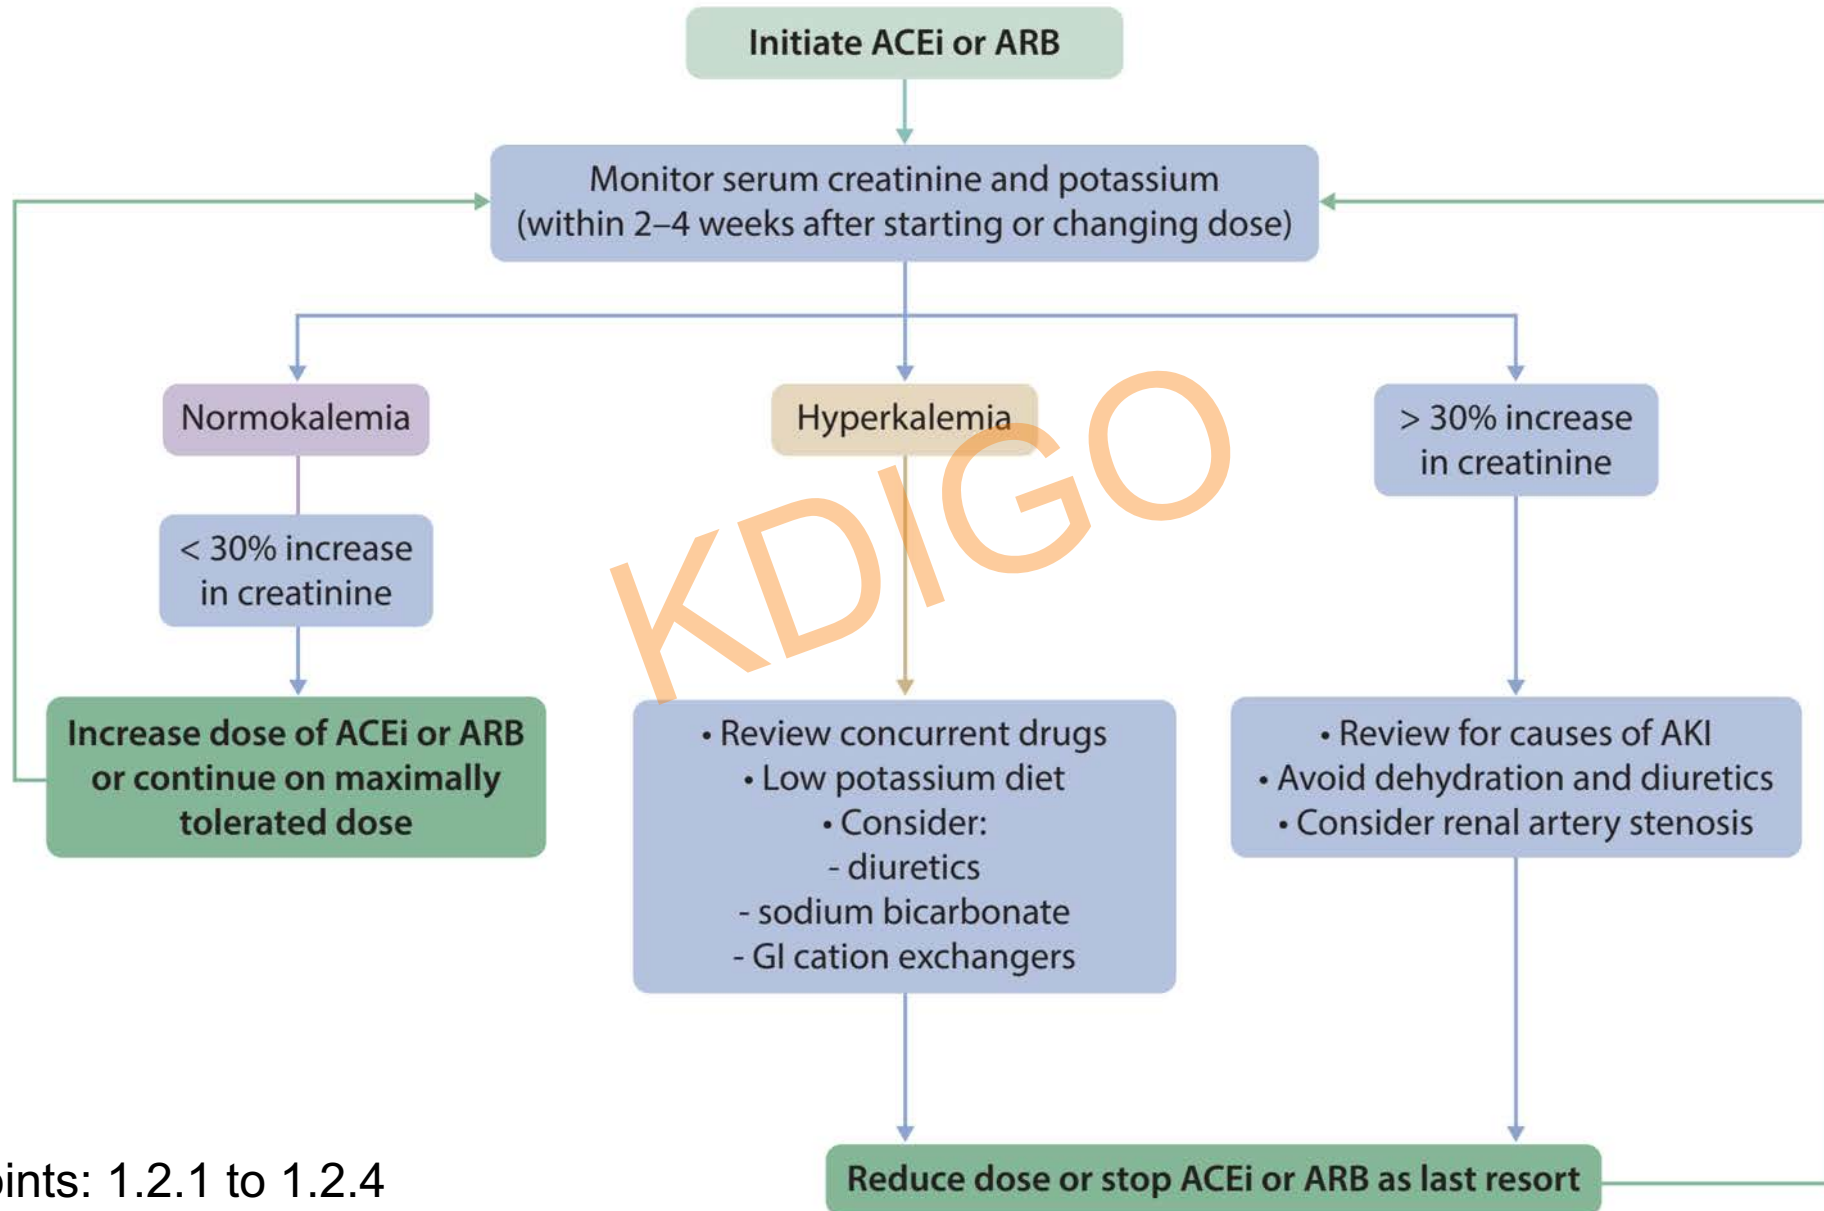 Initiate ACEi or ARB
Monitor serum creatinine and potassium
(within 2–4 weeks after starting or changing dose)
Normokalemia
< 30% increase
in creatinine
Increase dose of ACEi or ARB
or continue on maximally
tolerated dose
Hyperkalemia
• Review concurrent drugs
• Low potassium diet
• Consider:
- diuretics
- sodium bicarbonate
- GI cation exchangers
> 30% increase
in creatinine
• Review for causes of AKI
• Avoid dehydration and diuretics
• Consider renal artery stenosis
Reduce dose or stop ACEi or ARB as last resort
KDIGO
oints: 1.2.1 to 1.2.4